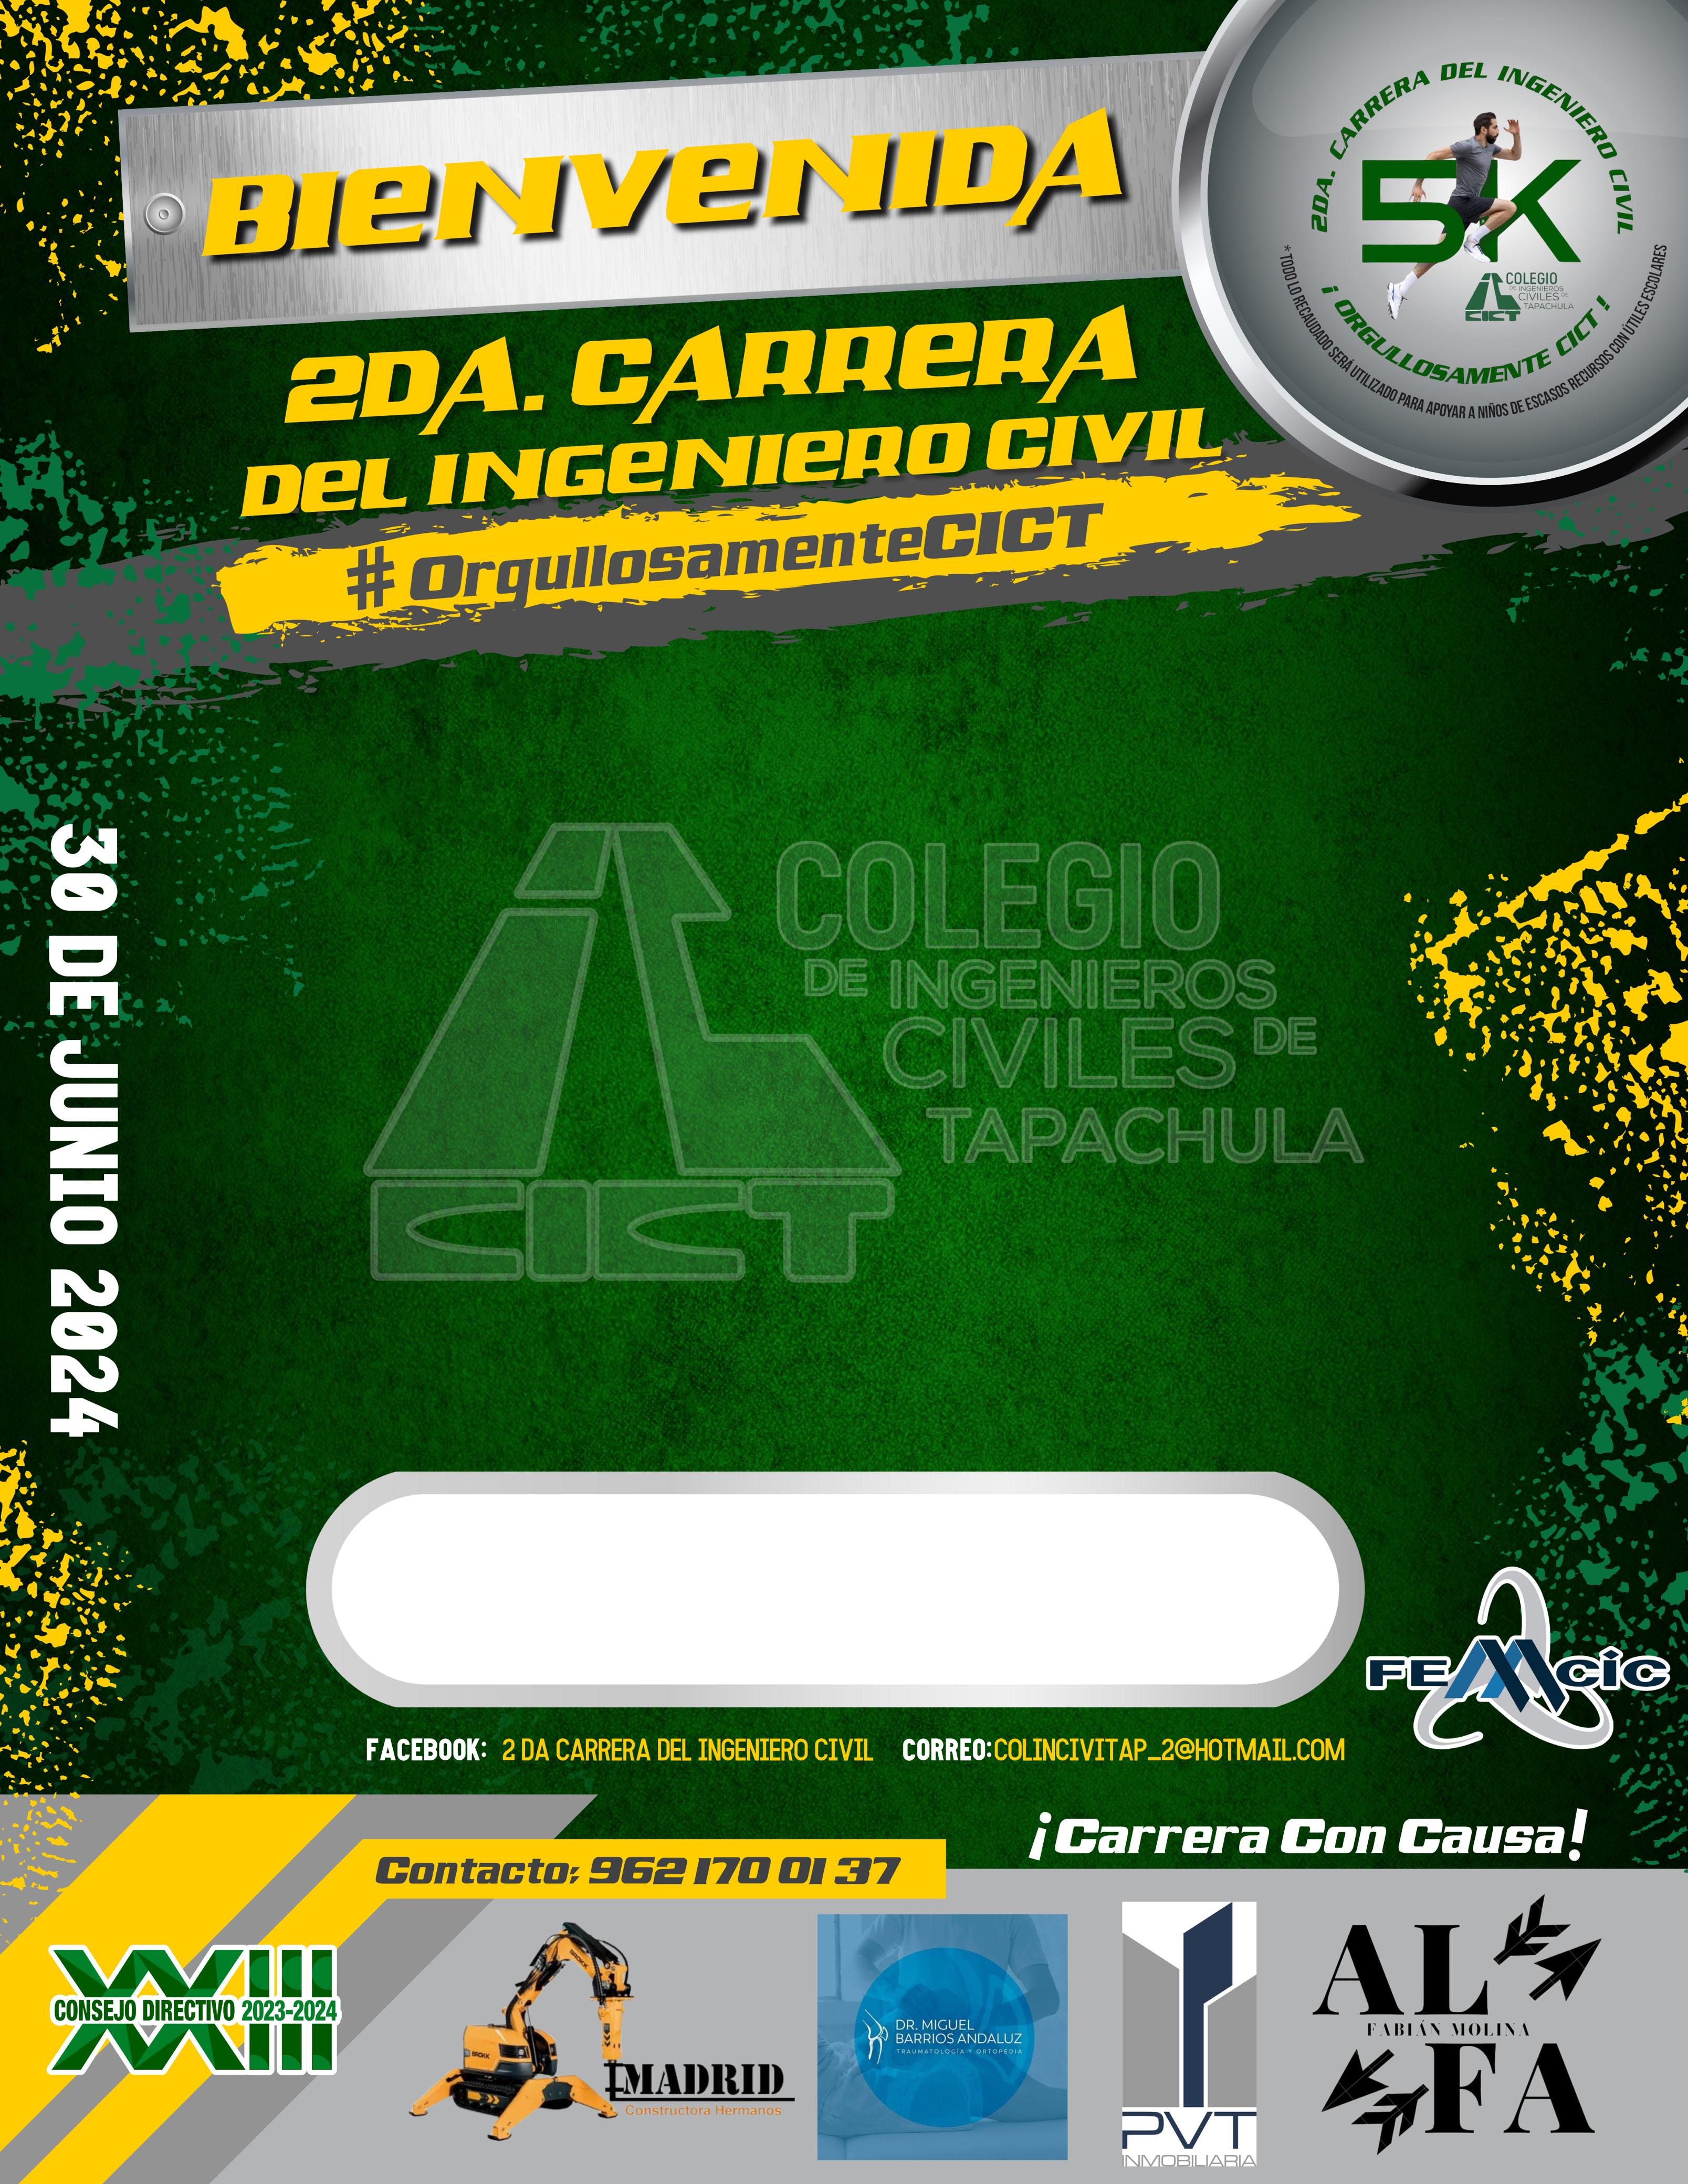 BIENVENIDA
2DA. CARRERA DEL INGENIERO CIVIL
5K
COLEGIO
DE INGENIEROS
CIVILES DE
TAPACHULA
CICT
¡ ORGULLOSAMENTE CICT !
* TODO LO RECAUDADO SERÁ UTILIZADO PARA APOYAR A NIÑOS DE ESCASOS RECURSOS CON ÚTILES ESCOLARES
2DA. CARRERA
DEL INGENIERO CIVIL
# OrgullosamenteCICT
30 DE JUNIO 2024
COLEGIO
DE INGENIEROS
CIVILES DE
TAPACHULA
CICT
FEMCIC
FACEBOOK: 2 DA CARRERA DEL INGENIERO CIVIL CORREO:COLINCIVITAP_2@HOTMAIL.COM
¡Carrera Con Causa!
Contacto: 962 170 01 37
XXIII
CONSEJO DIRECTIVO 2023-2024
BROKK
BROKK
MADRID
Constructora Hermanos
DR. MIGUEL
BARRIOS ANDALUZ
TRAUMATOLOGÍA Y ORTOPEDIA
PVT
INMOBILIARIA
AL
FABIÁN MOLINA
FA